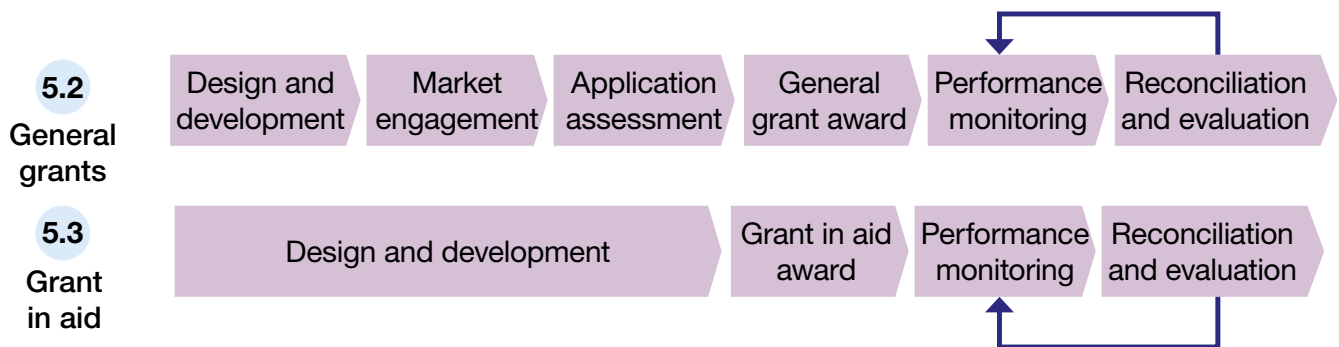 5.2
General
grants
Design and
development
Market
engagement
Application
assessment
General
grant award
Performance
monitoring
Reconciliation
and evaluation
5.3
Grant
in aid
Design and development
Grant in aid
award
Performance
monitoring
Reconciliation
and evaluation